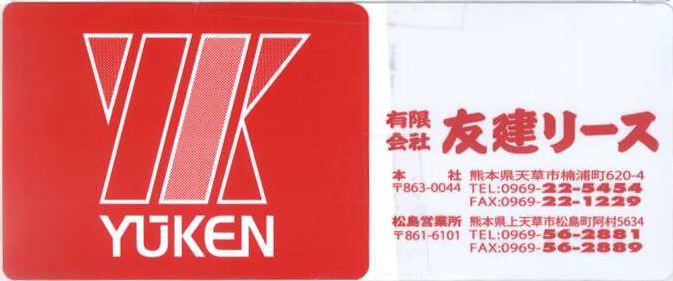 YŪKEN
有限会社 友建リース
本社 熊本県天草市楠浦町620-4
〒863-0044 TEL:0969-22-5454
FAX:0969-22-1229
松島営業所 熊本県上天草市松島町阿村5634
〒861-6101 TEL:0969-56-2881
FAX:0969-56-2889